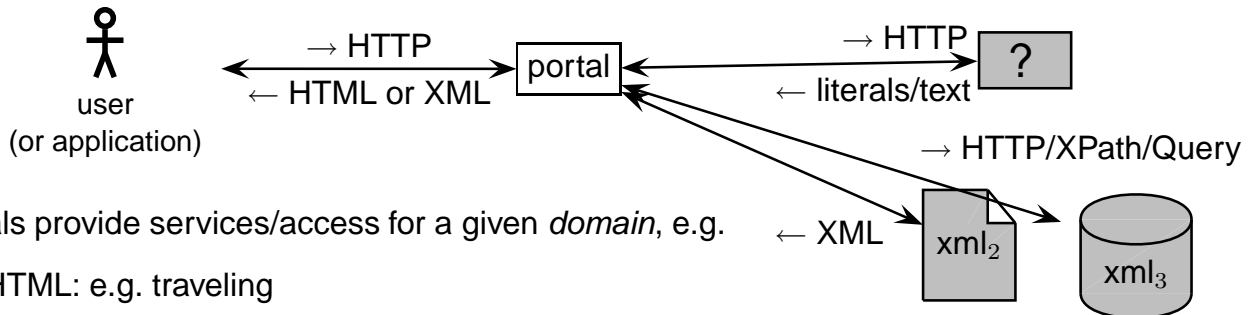 → HTTP
← HTML or XML
portal
→ HTTP
← literals/text
?
user
(or application)
→ HTTP/XPath/Query
← XML
xml2
xml3
als provide services/access for a given domain, e.g.
HTML: e.g. traveling